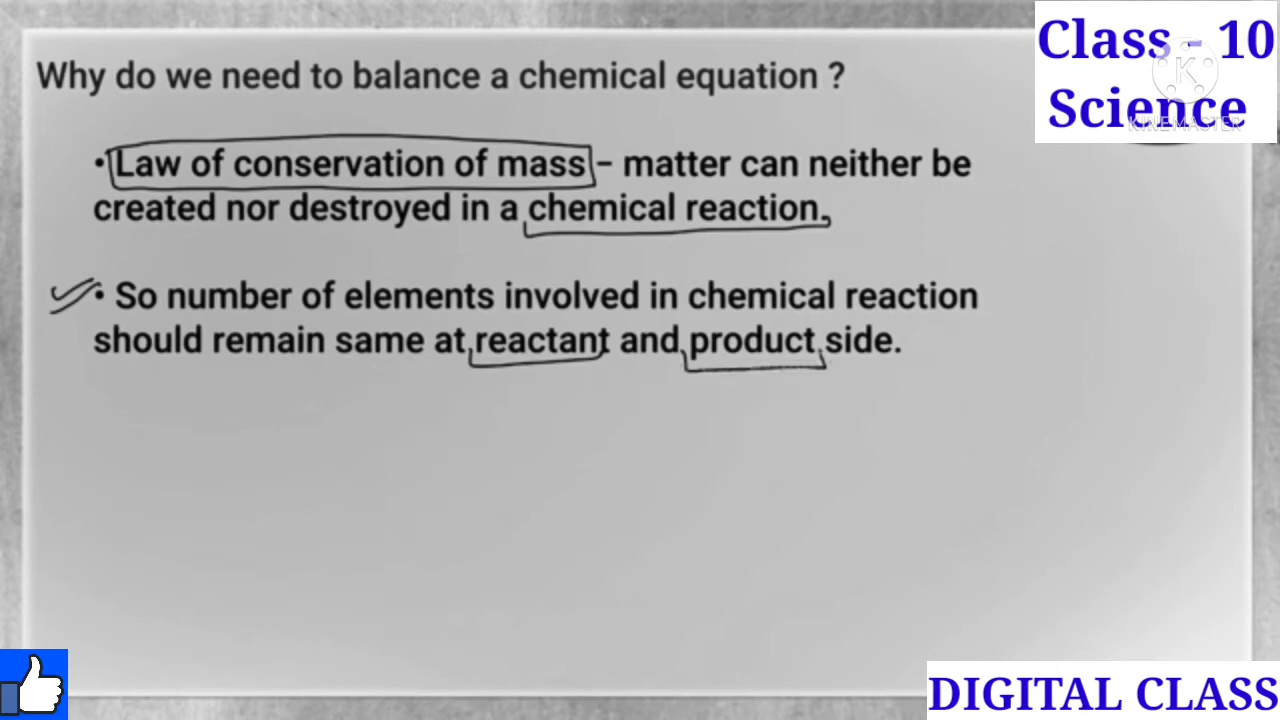 Class - 10
Science
KINEMASTER
Why do we need to balance a chemical equation ?
•Law of conservation of mass - matter can neither be
created nor destroyed in a chemical reaction.
• So number of elements involved in chemical reaction
should remain same at reactant and product side.
DIGITAL CLASS